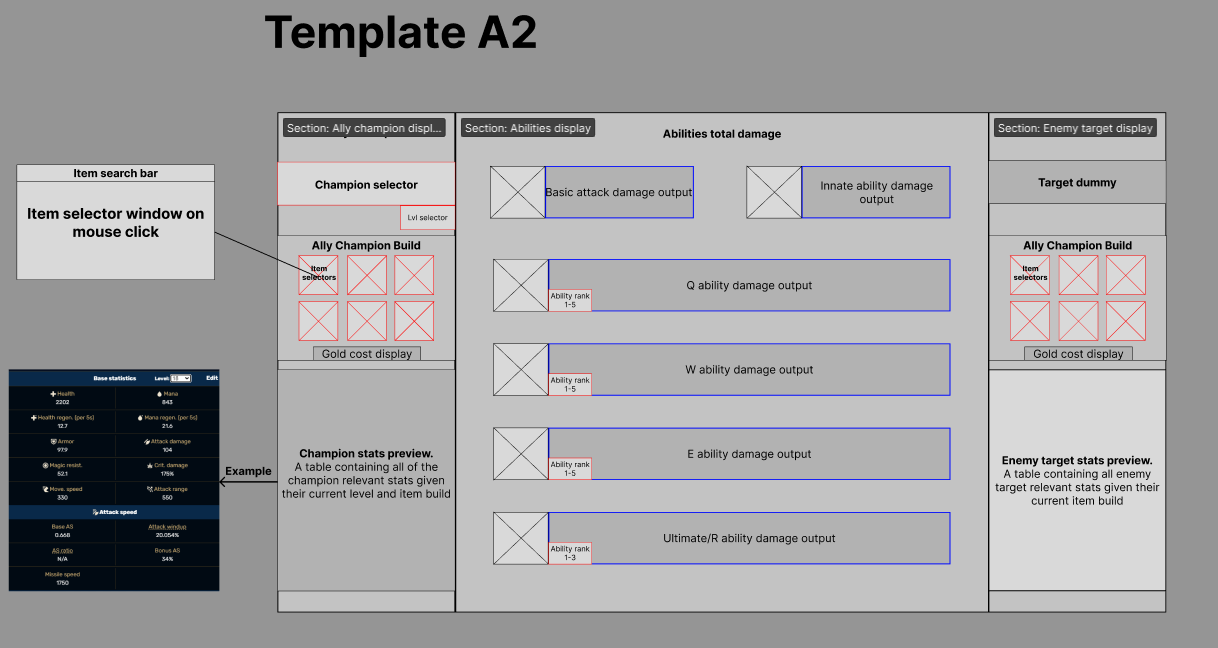 Template A2
Section: Ally champion displ...
Section: Abilities display
Section: Enemy target display
Abilities total damage
Item search bar
Item selector window on
mouse click
Champion selector
Lvl selector
Ally Champion Build
Item
selectors
Gold cost display
Champion stats preview.
A table containing all of the
champion relevant stats given
their current level and item build
Example
Base statistics
Level:
Edit
Health
2202
Mana
843
Health regen. (per 5s)
12.7
Mana regen. (per 5s)
21.6
Armor
97.9
Attack damage
104
Magic resist.
52.1
Crit. damage
175%
Move. speed
330
Attack range
550
Attack speed
Base AS
0.668
Attack windup
20.054%
AS ratio
N/A
Bonus AS
34%
Missile speed
1750
Basic attack damage output
Innate ability damage
output
Q ability damage output
Ability rank
1-5
W ability damage output
Ability rank
1-5
E ability damage output
Ability rank
1-5
Ultimate/R ability damage output
Ability rank
1-3
Target dummy
Ally Champion Build
Item
selectors
Gold cost display
Enemy target stats preview.
A table containing all enemy
target relevant stats given their
current item build